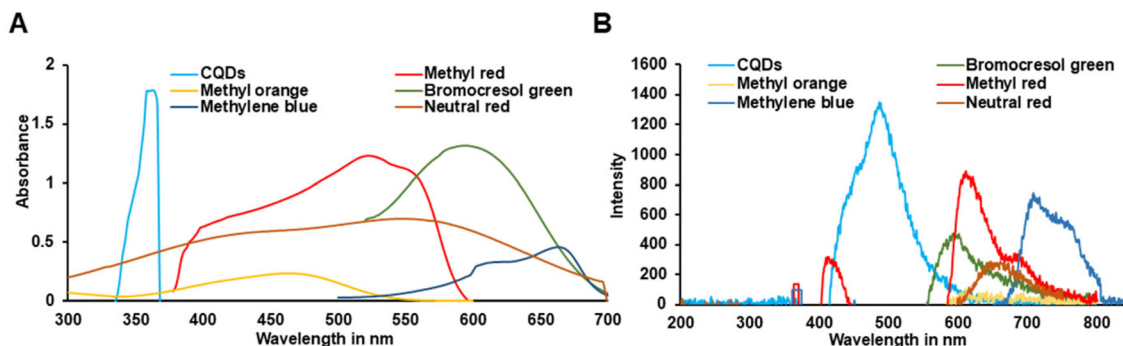 A
Absorbance
2
1.5
1
0.5
0
CQDs
Methyl red
Methyl orange
Bromocresol green
Methylene blue
Neutral red
300 350 400 450 500 550 600 650 700
Wavelength in nm
B
Intensity
1600
1400
1200
1000
800
600
400
200
0
CQDs
Bromocresol green
Methyl orange
Methyl red
Methylene blue
Neutral red
200 300 400 500 600 700 800
Wavelength in nm